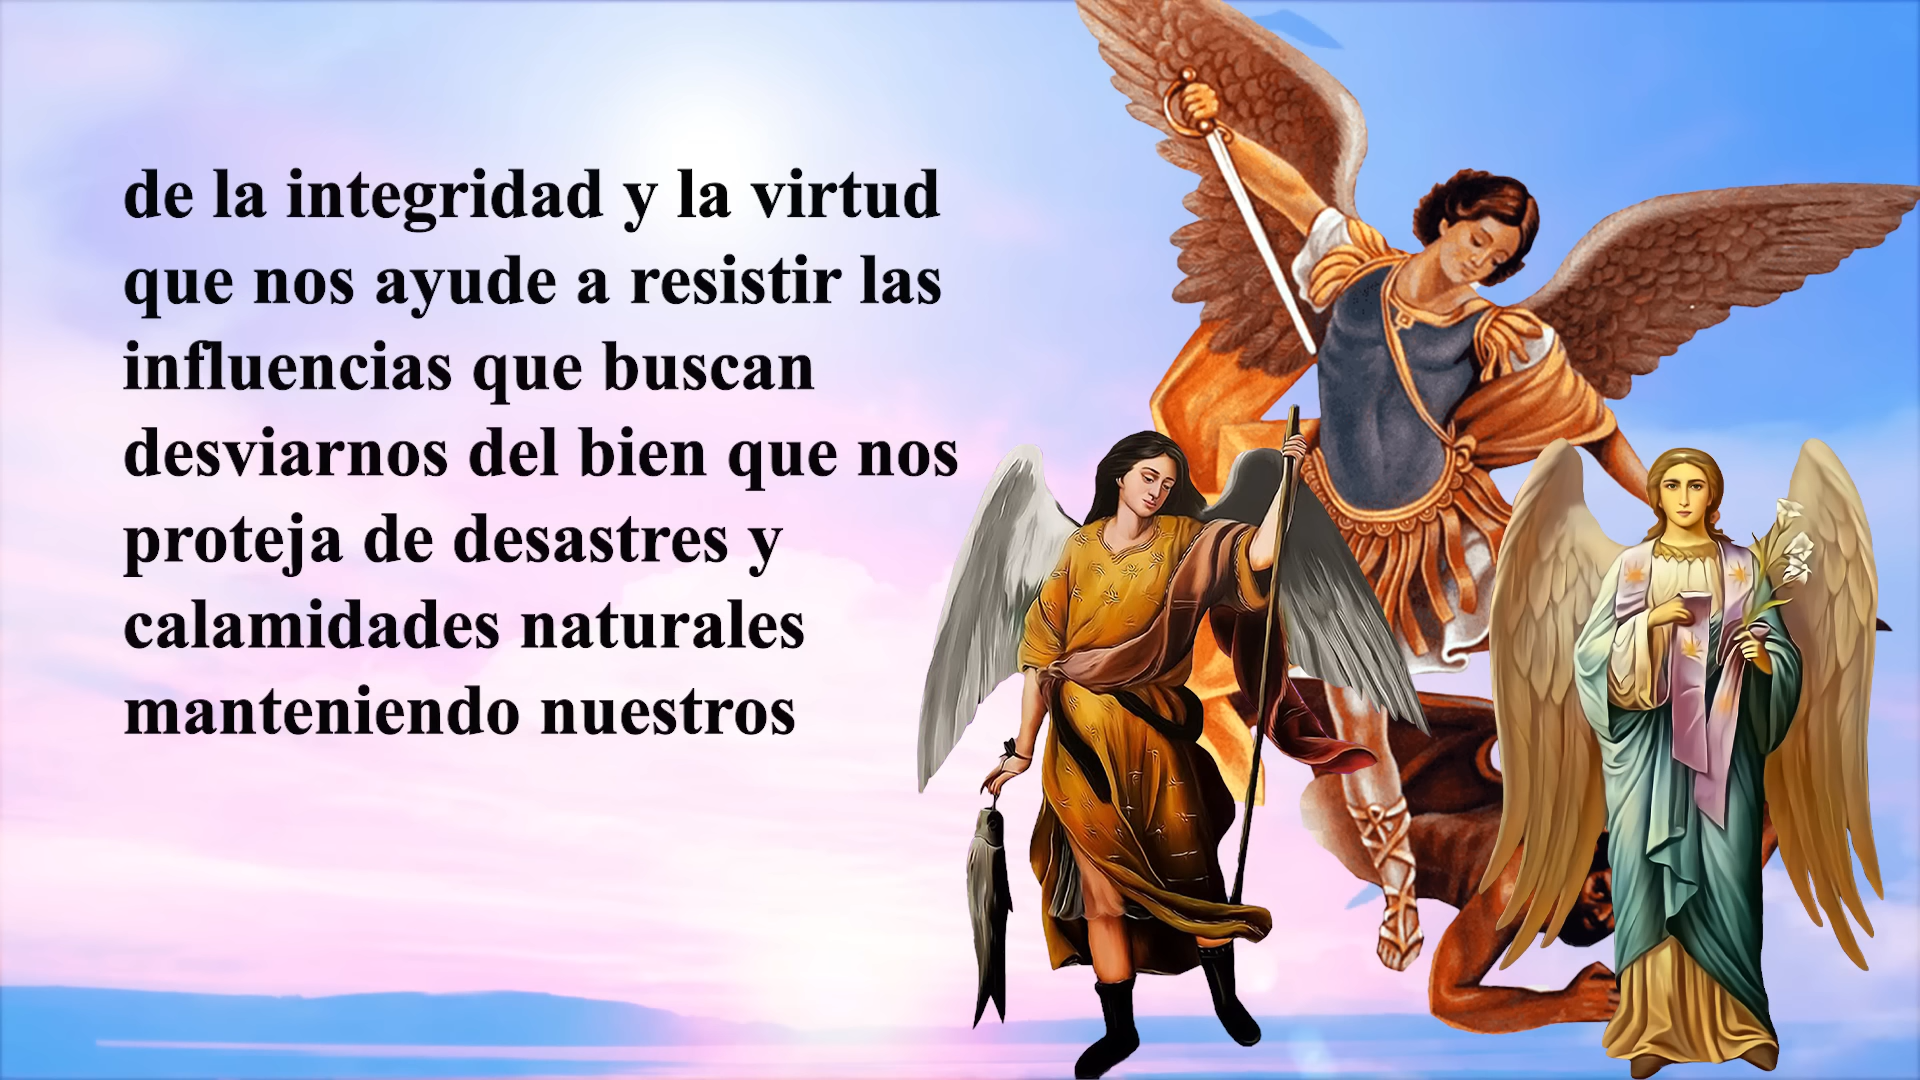 de la integridad y la virtud
que nos ayude a resistir las
influencias que buscan
desviarnos del bien que nos
proteja de desastres y
calamidades naturales
manteniendo nuestros